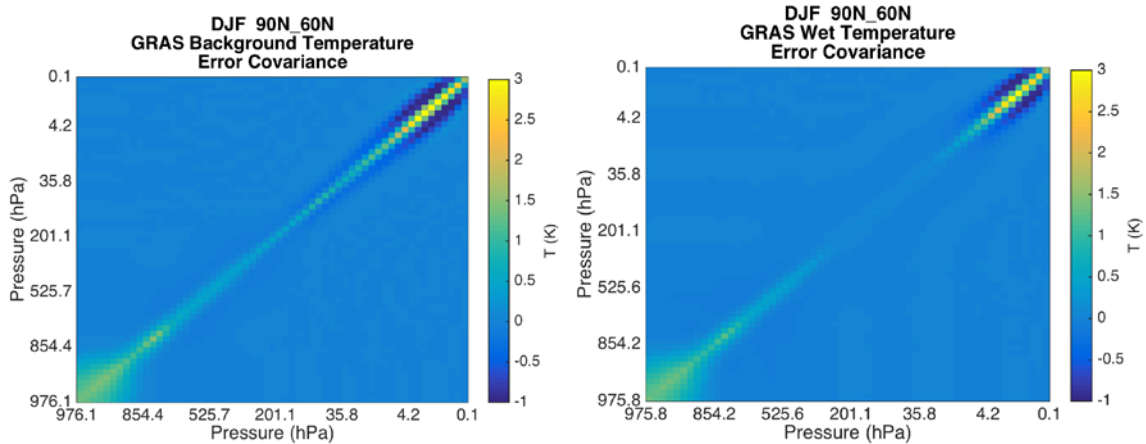 DJF 90N_60N
GRAS Background Temperature
Error Covariance
0.1
4.2
35.8
201.1
525.7
854.4
976.1
Pressure (hPa)
976.1 854.4 525.7 201.1 35.8 4.2 0.1
Pressure (hPa)
3
2.5
2
1.5
1
0.5
0
-0.5
-1
T (K)
DJF 90N_60N
GRAS Wet Temperature
Error Covariance
0.1
4.2
35.8
201.1
525.6
854.2
975.8
Pressure (hPa)
975.8 854.2 525.6 201.1 35.8 4.2 0.1
Pressure (hPa)
3
2.5
2
1.5
1
0.5
0
-0.5
-1
T (K)